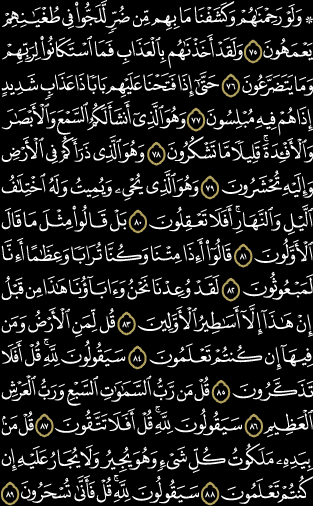 ۞ وَلَوْ رَحِمْنَٰهُمْ وَكَشَفْنَا مَا بِهِم مِّن ضُرٍّ لَّلَجُّوا۟ فِى طُغْيَٰنِهِمْ
يَعْمَهُونَ ٧٥ وَلَقَدْ أَخَذْنَٰهُم بِٱلْعَذَابِ فَمَا ٱسْتَكَانُوا۟ لِرَبِّهِمْ
وَمَا يَتَضَرَّعُونَ ٧٦ حَتَّىٰٓ إِذَا فَتَحْنَا عَلَيْهِم بَابًا ذَا عَذَابٍ شَدِيدٍ
إِذَا هُمْ فِيهِ مُبْلِسُونَ ٧٧ وَهُوَ ٱلَّذِىٓ أَنشَأَ لَكُمُ ٱلسَّمْعَ وَٱلْأَبْصَٰرَ
وَٱلْأَفْـِٔدَةَ ۚ قَلِيلًا مَّا تَشْكُرُونَ ٧٨ وَهُوَ ٱلَّذِى ذَرَأَكُمْ فِى ٱلْأَرْضِ
وَإِلَيْهِ تُحْشَرُونَ ٧٩ وَهُوَ ٱلَّذِى يُحْىِۦ وَيُمِيتُ وَلَهُ ٱخْتِلَٰفُ
ٱلَّيْلِ وَٱلنَّهَارِ ۚ أَفَلَا تَعْقِلُونَ ٨٠ بَلْ قَالُوا۟ مِثْلَ مَا قَالَ
ٱلْأَوَّلُونَ ٨١ قَالُوٓا۟ أَءِذَا مِتْنَا وَكُنَّا تُرَابًا وَعِظَٰمًا أَءِنَّا
لَمَبْعُوثُونَ ٨٢ لَقَدْ وُعِدْنَا نَحْنُ وَءَابَآؤُنَا هَٰذَا مِن قَبْلُ
إِنْ هَٰذَآ إِلَّآ أَسَٰطِيرُ ٱلْأَوَّلِينَ ٨٣ قُل لِّمَنِ ٱلْأَرْضُ وَمَن
فِيهَآ إِن كُنتُمْ تَعْلَمُونَ ٨٤ سَيَقُولُونَ لِلَّهِ ۚ قُلْ أَفَلَا
تَذَكَّرُونَ ٨٥ قُلْ مَن رَّبُّ ٱلسَّمَٰوَٰتِ ٱلسَّبْعِ وَرَبُّ ٱلْعَرْشِ
ٱلْعَظِيمِ ٨٦ سَيَقُولُونَ لِلَّهِ ۚ قُلْ أَفَلَا تَتَّقُونَ ٨٧ قُلْ مَنۢ
بِيَدِهِۦ مَلَكُوتُ كُلِّ شَىْءٍ وَهُوَ يُجِيرُ وَلَا يُجَارُ عَلَيْهِ إِن
كُنتُمْ تَعْلَمُونَ ٨٨ سَيَقُولُونَ لِلَّهِ ۚ قُلْ فَأَنَّىٰ تُسْحَرُونَ ٨٩